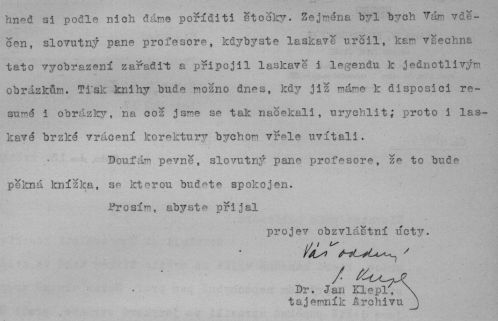 hned si podle nich dáme poříditi štočky. Zejména byl bych Vám vdě-
čen, slovutný pane profesore, kdybyste laskavě určil, kam všechna
tato vyobrazení zařadit a připojil laskavě i legendu k jednotlivým
obrázkům. Tisk knihy bude možno dnes, kdy již máme k disposici re-
sumé i obrázky, na což jsme se tak načekali, urychlit; proto i las-
kavé brzké vrácení korektury bychom vřele uvítali.
Doufám pevně, slovutný pane profesore, že to bude
pěkná knížka, se kterou budete spokojen.
Prosím, abyste přijal
projev obzvláštní úcty.
Váš oddaný
Dr. Jan Klepl,
tajemník Archivu